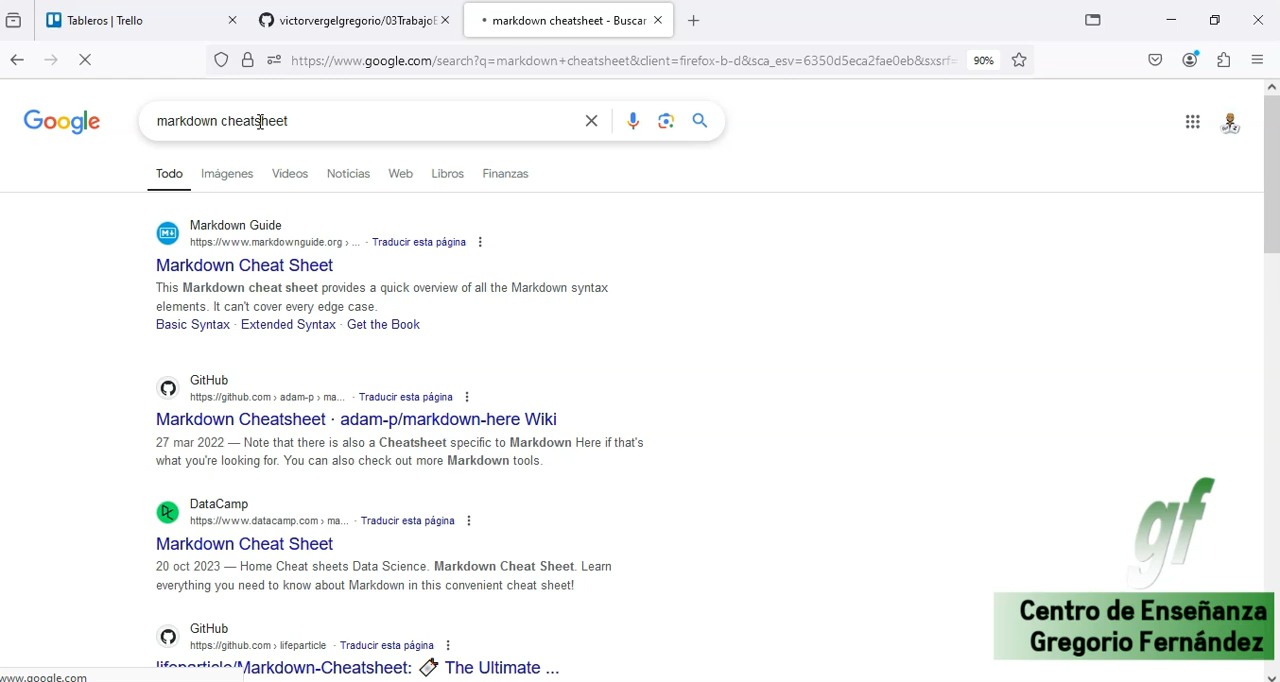 Tableros | Trello
victorvergelgregorio/03Trabajo
markdown cheatsheet - Buscar
https://www.google.com/search?q=markdown+cheatsheet&client=firefox-b-d&sca_esv=6350d5eca2fae0eb&sxsrf=
90%
Google
markdown cheatsheet
Todo
Imágenes
Videos
Noticias
Web
Libros
Finanzas
Markdown Guide
https://www.markdownguide.org › ... · Traducir esta página
Markdown Cheat Sheet
This Markdown cheat sheet provides a quick overview of all the Markdown syntax
elements. It can't cover every edge case.
Basic Syntax · Extended Syntax · Get the Book
GitHub
https://github.com › adam-p › ma... · Traducir esta página
Markdown Cheatsheet · adam-p/markdown-here Wiki
27 mar 2022 — Note that there is also a Cheatsheet specific to Markdown Here if that's
what you're looking for. You can also check out more Markdown tools.
DataCamp
https://www.datacamp.com › ma... · Traducir esta página
Markdown Cheat Sheet
20 oct 2023 — Home Cheat sheets Data Science. Markdown Cheat Sheet. Learn
everything you need to know about Markdown in this convenient cheat sheet!
GitHub
https://github.com › lifeparticle · Traducir esta página
lifeparticle/Markdown-Cheatsheet: The Ultimate ...
www.google.com
gf
Centro de Enseñanza
Gregorio Fernández